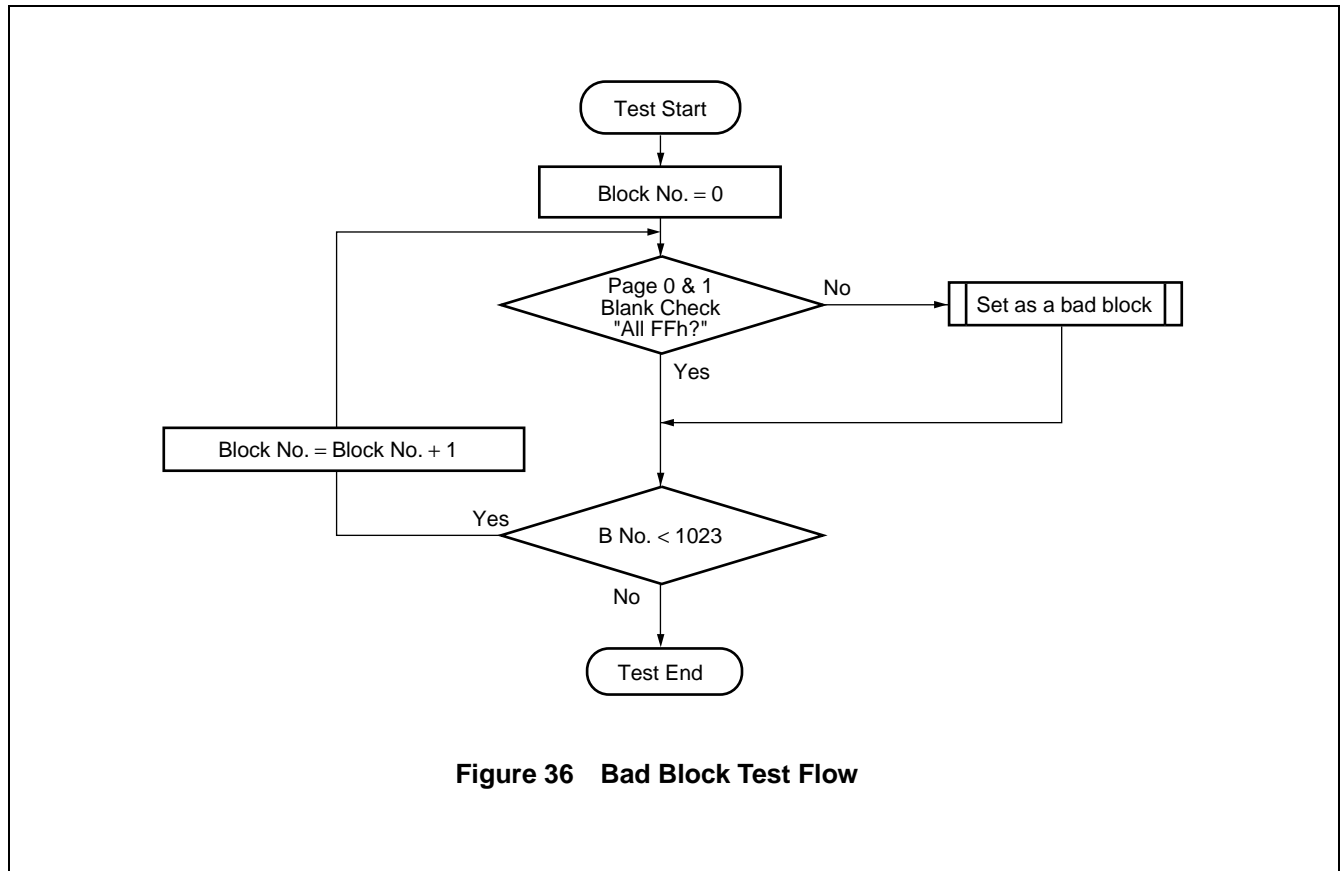 Test Start
Block No. = 0
Page 0 & 1
Blank Check
"All FFh?"
No
Set as a bad block
Yes
Block No. = Block No. + 1
Yes
B No. < 1023
No
Test End
Figure 36 Bad Block Test Flow